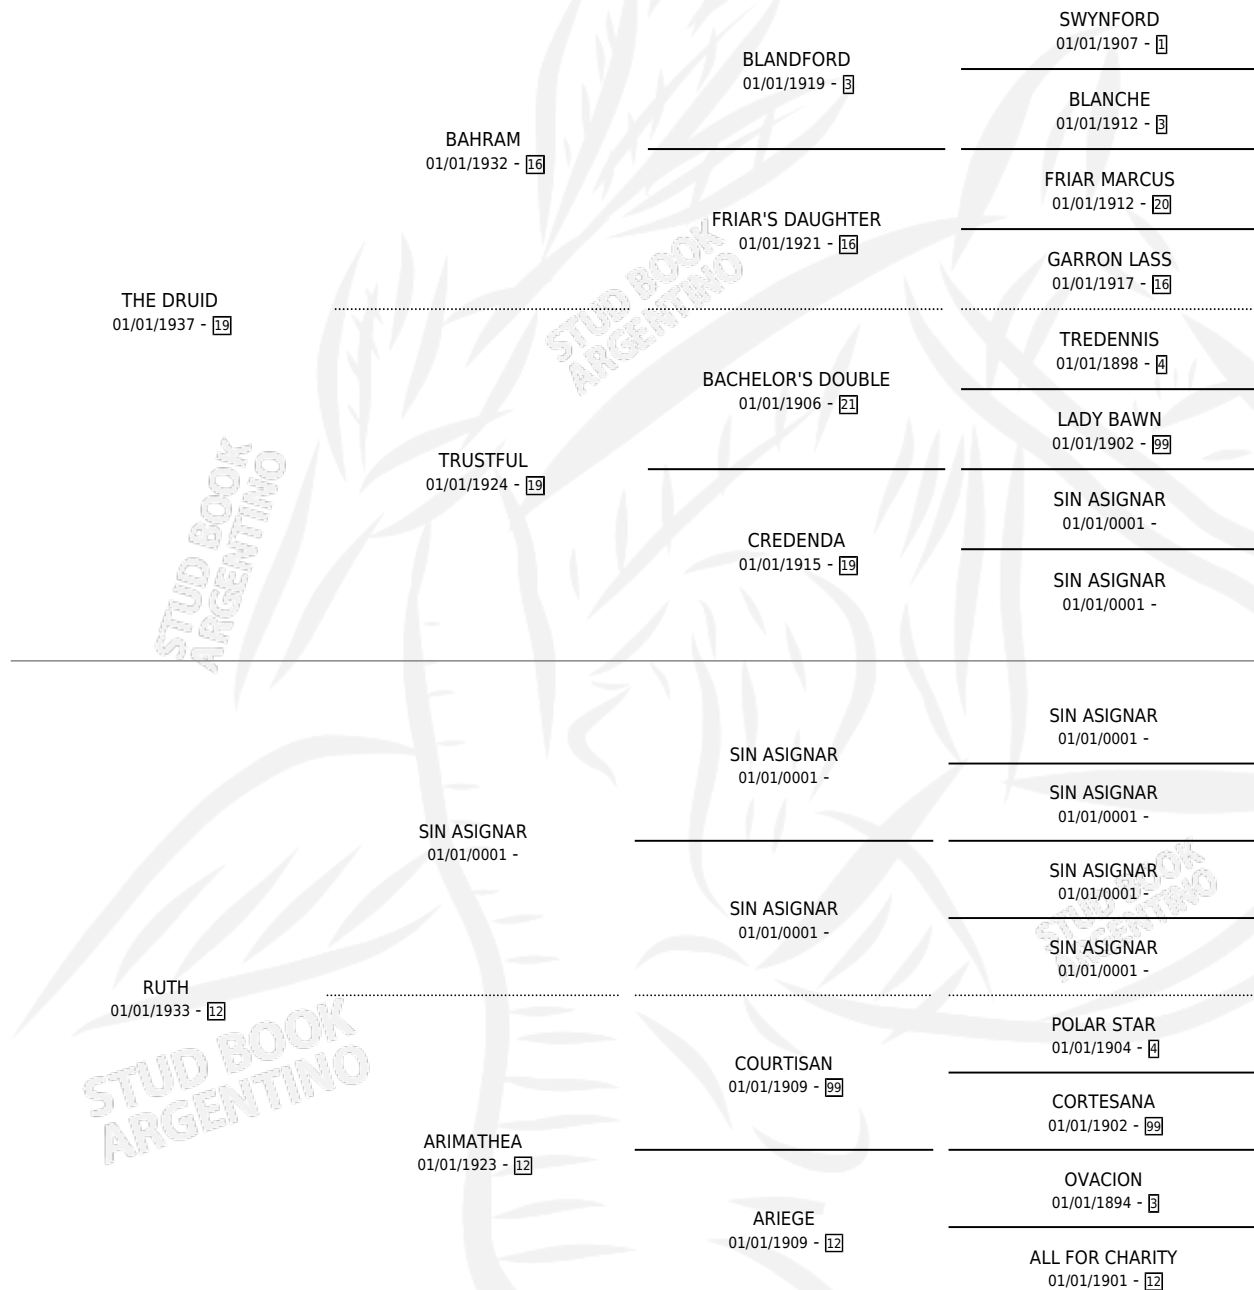 SWYNFORD
01/01/1907 - 1
BLANDFORD
01/01/1919 - 3
BLANCHE
01/01/1912 - 3
BAHRAM
01/01/1932 - 16
FRIAR MARCUS
01/01/1912 - 20
FRIAR'S DAUGHTER
01/01/1921 - 16
GARRON LASS
01/01/1917 - 16
THE DRUID
01/01/1937 - 19
TREDENNIS
01/01/1898 - 4
BACHELOR'S DOUBLE
01/01/1906 - 21
LADY BAWN
01/01/1902 - 99
TRUSTFUL
01/01/1924 - 19
SIN ASIGNAR
01/01/0001 -
CREDENDA
01/01/1915 - 19
SIN ASIGNAR
01/01/0001 -
STUD BOOK
ARGENTINO
STUD BOOK
ARGENTINO
SIN ASIGNAR
01/01/0001 -
SIN ASIGNAR
01/01/0001 -
SIN ASIGNAR
01/01/0001 -
SIN ASIGNAR
01/01/0001 -
SIN ASIGNAR
01/01/0001 -
SIN ASIGNAR
01/01/0001 -
SIN ASIGNAR
01/01/0001 -
STUD BOOK
ARGENTINO
RUTH
01/01/1933 - 12
STUD BOOK
ARGENTINO
POLAR STAR
01/01/1904 - 4
COURTISAN
01/01/1909 - 99
CORTESANA
01/01/1902 - 99
ARIMATHEA
01/01/1923 - 12
OVACION
01/01/1894 - 3
ARIEGE
01/01/1909 - 12
ALL FOR CHARITY
01/01/1901 - 12